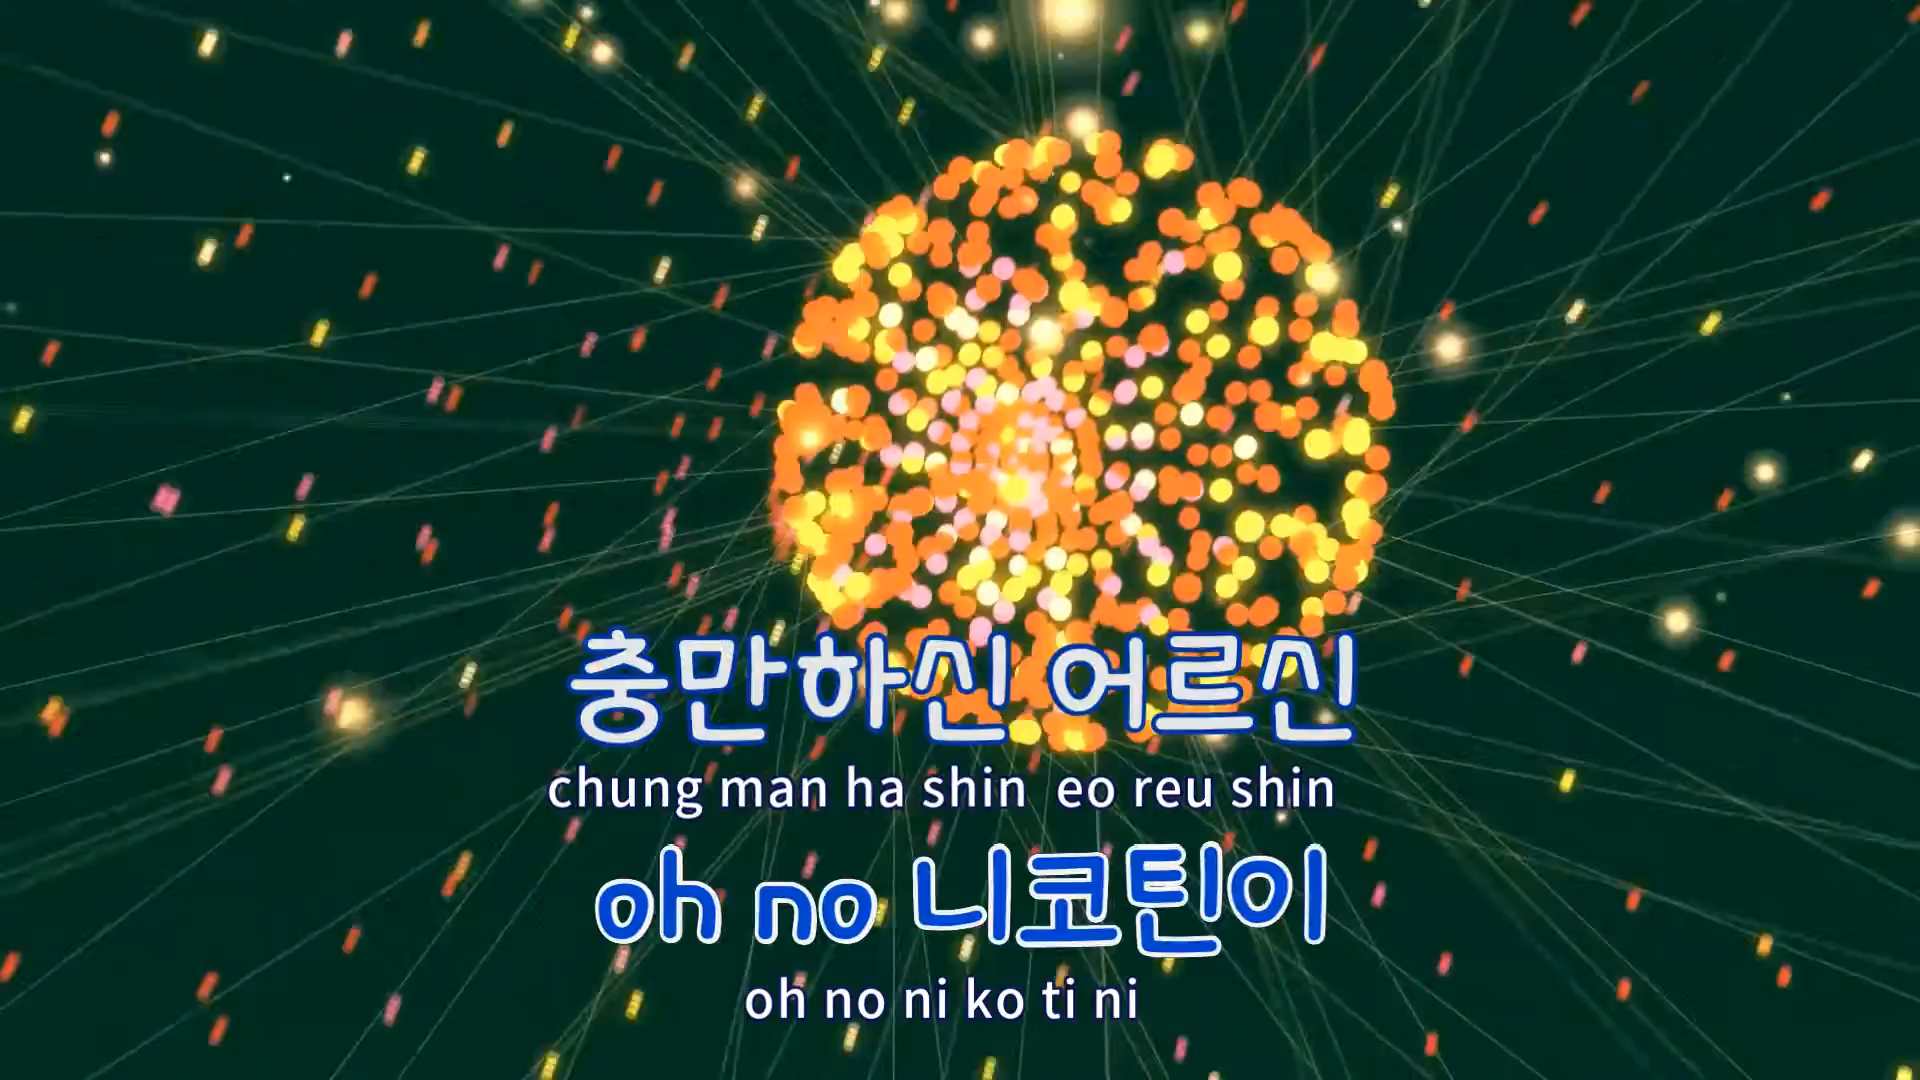 충만하신 어르신
chung man ha shin eo reu shin
oh no 니코틴이
oh no ni ko ti ni